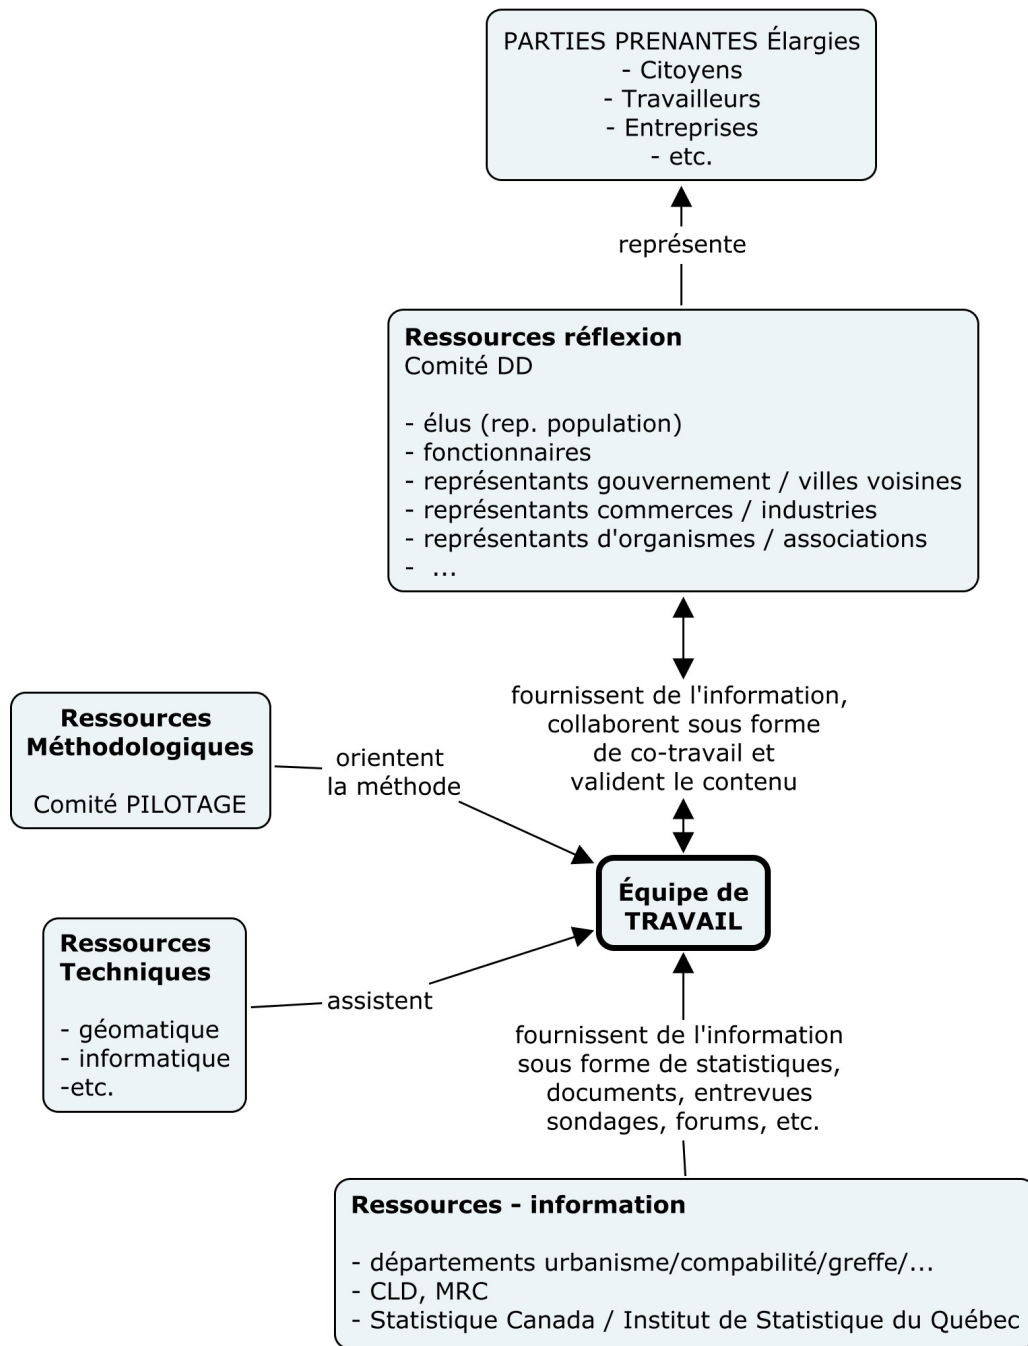 PARTIES PRENANTES Élargies
- Citoyens
- Travailleurs
- Entreprises
- etc.
représente
Ressources réflexion
Comité DD
- élus (rep. population)
- fonctionnaires
- représentants gouvernement / villes voisines
- représentants commerces / industries
- représentants d'organismes / associations
- ...
fournissent de l'information,
collaborent sous forme
de co-travail et
valident le contenu
Ressources
Méthodologiques
Comité PILOTAGE
orientent
la méthode
Équipe de
TRAVAIL
Ressources
Techniques
- géomatique
- informatique
-etc.
assistent
fournissent de l'information
sous forme de statistiques,
documents, entrevues
sondages, forums, etc.
Ressources - information
- départements urbanisme/compabilité/greffe/...
- CLD, MRC
- Statistique Canada / Institut de Statistique du Québec